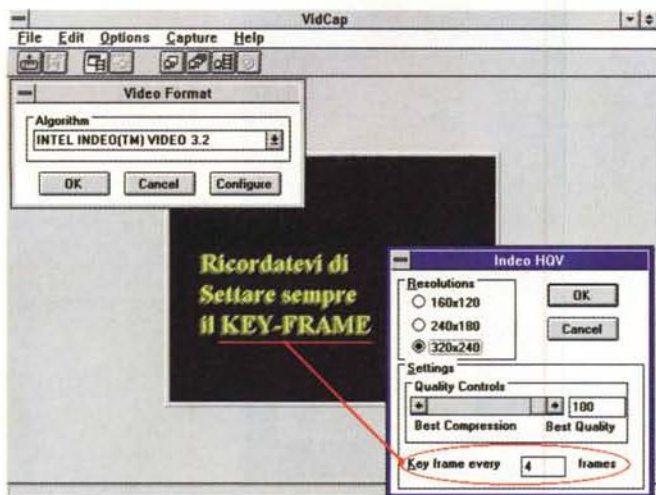 VidCap
File Edit Options Capture Help
Video Format
Algorithm
INTEL INDEO(TM) VIDEO 3.2
OK Cancel Configure
Ricordatevi di
Settare sempre
il KEY-FRAME
Indeo HQV
Resolutions
160x120
240x180
320x240
OK
Cancel
Settings
Quality Controls
100
Best Compression Best Quality
Key frame every 4 frames